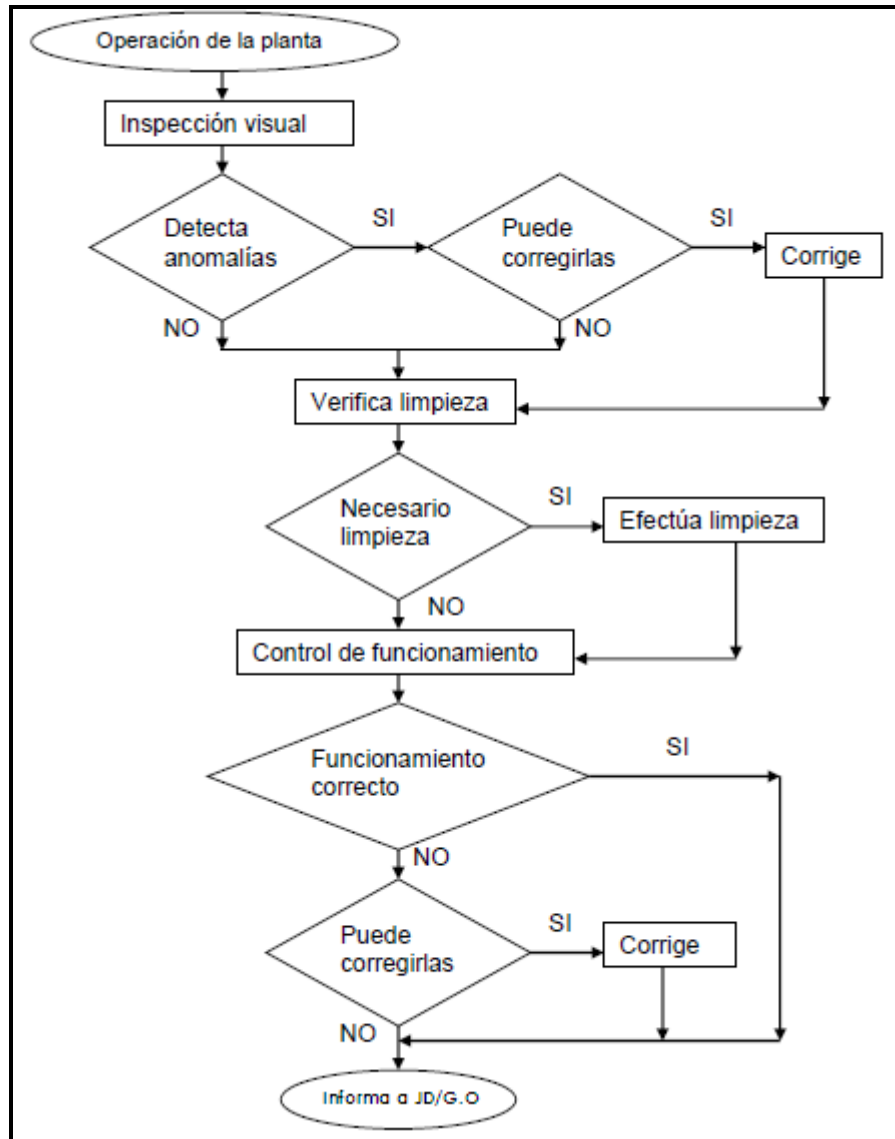 Operación de la planta
Inspección visual
Detecta
anomalías
SI
Puede
corregirlas
SI
Corrige
NO
NO
Verifica limpieza
Necesario
limpieza
SI
Efectúa limpieza
NO
Control de funcionamiento
Funcionamiento
correcto
SI
NO
Puede
corregirlas
SI
Corrige
NO
Informa a JD/G.O